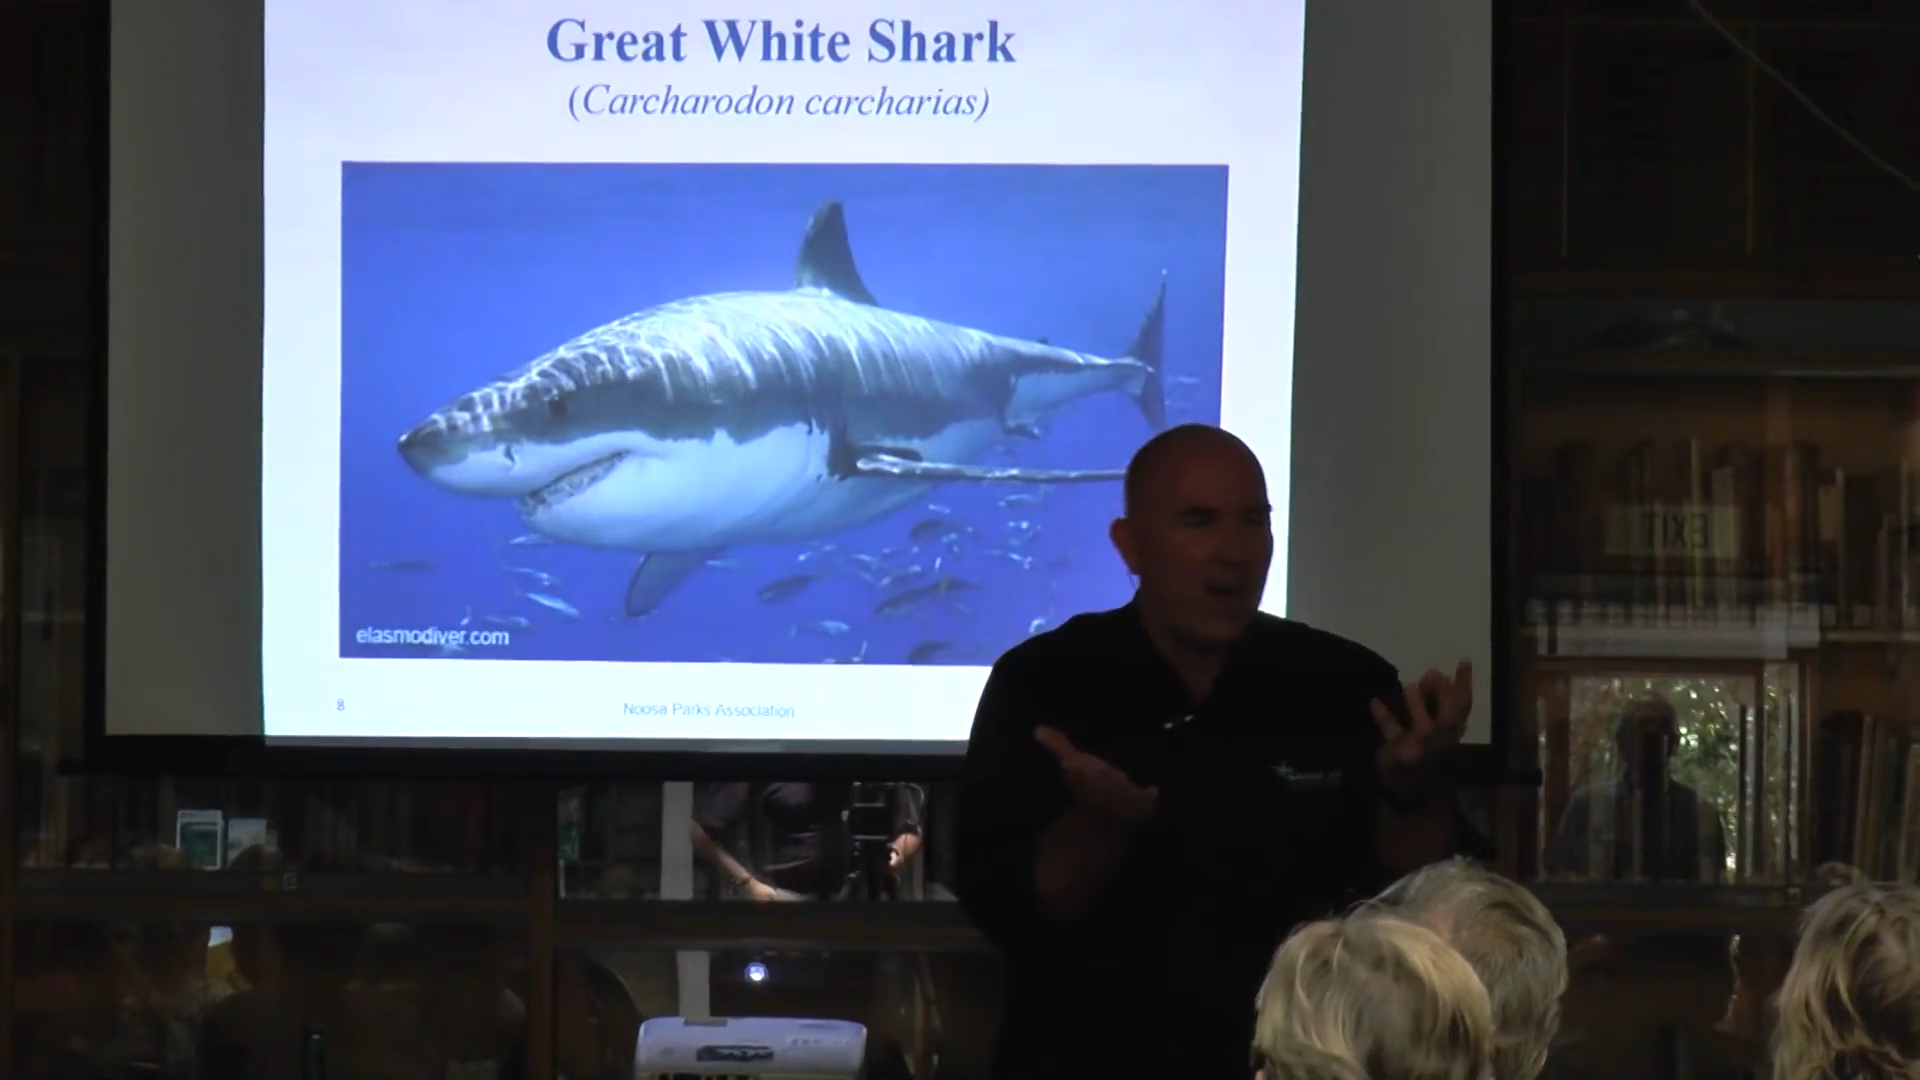 Great White Shark
(Carcharodon carcharias)
elasmodiver.com
8
Noosa Parks Association
EXIT